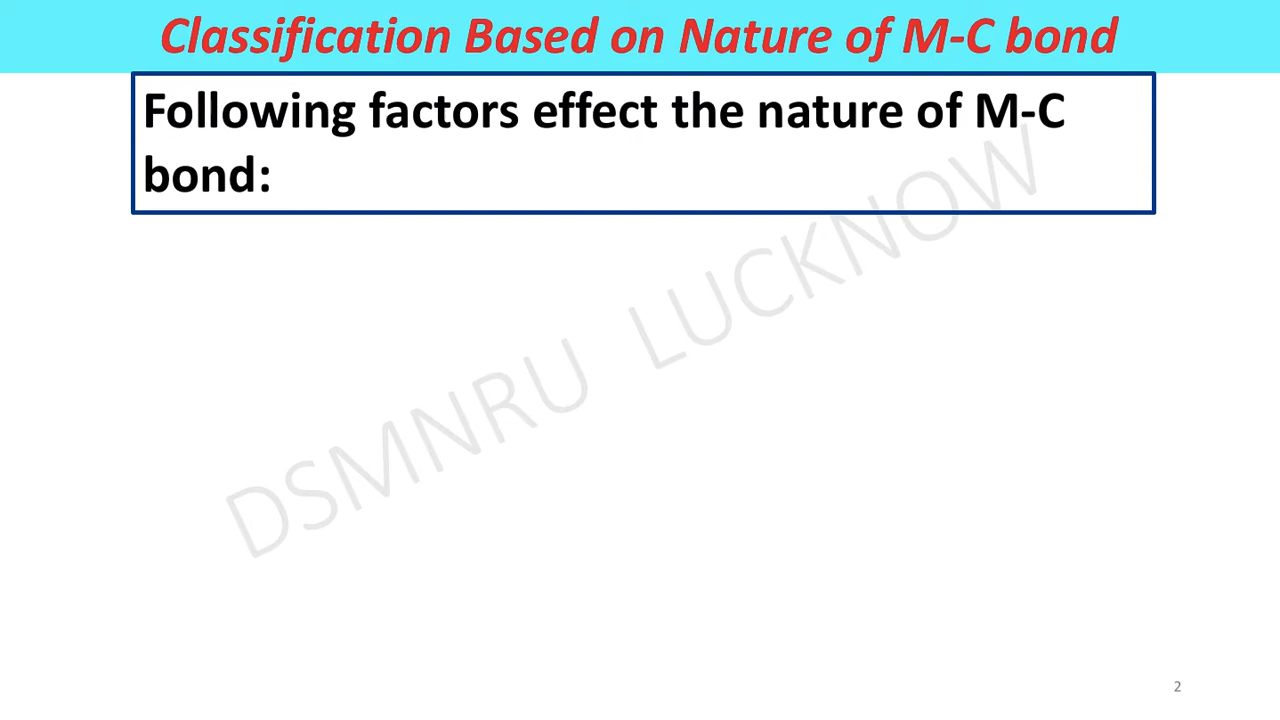 Classification Based on Nature of M-C bond
Following factors effect the nature of M-C
bond:
DSMNRU LUCKNOW
2